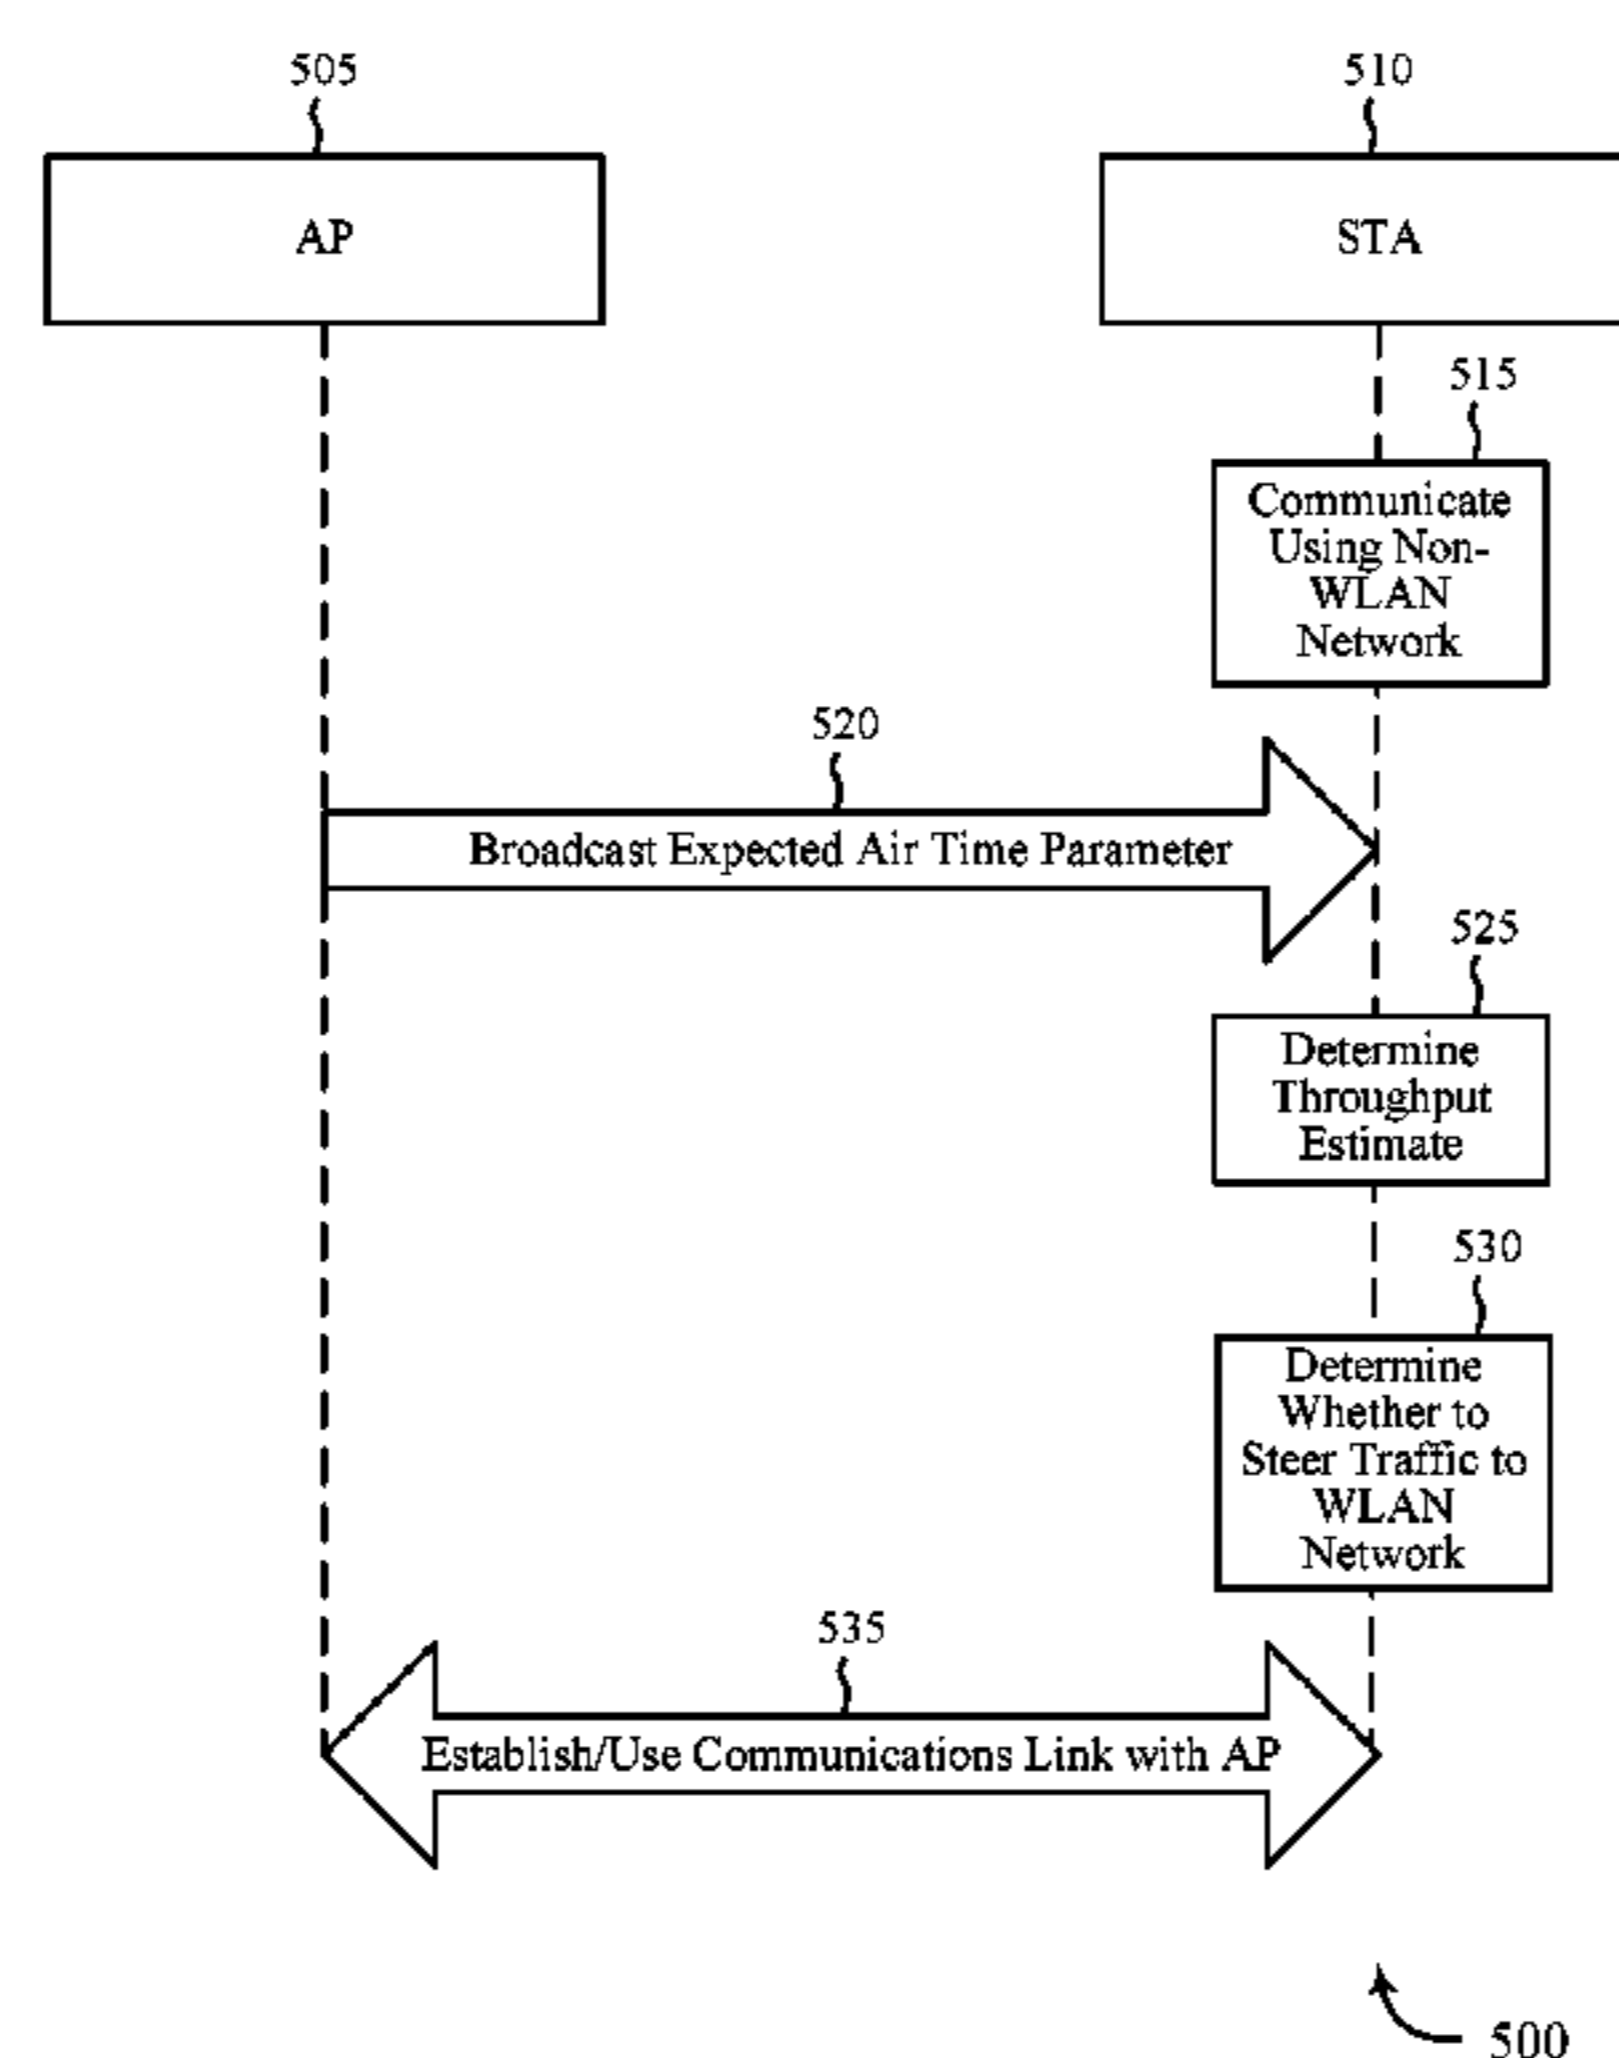 505
510
AP
STA
515
Communicate
Using Non-
WLAN
Network
520
Broadcast Expected Air Time Parameter
525
Determine
Throughput
Estimate
530
Determine
Whether to
Steer Traffic to
WLAN
Network
535
Establish/Use Communications Link with AP
500